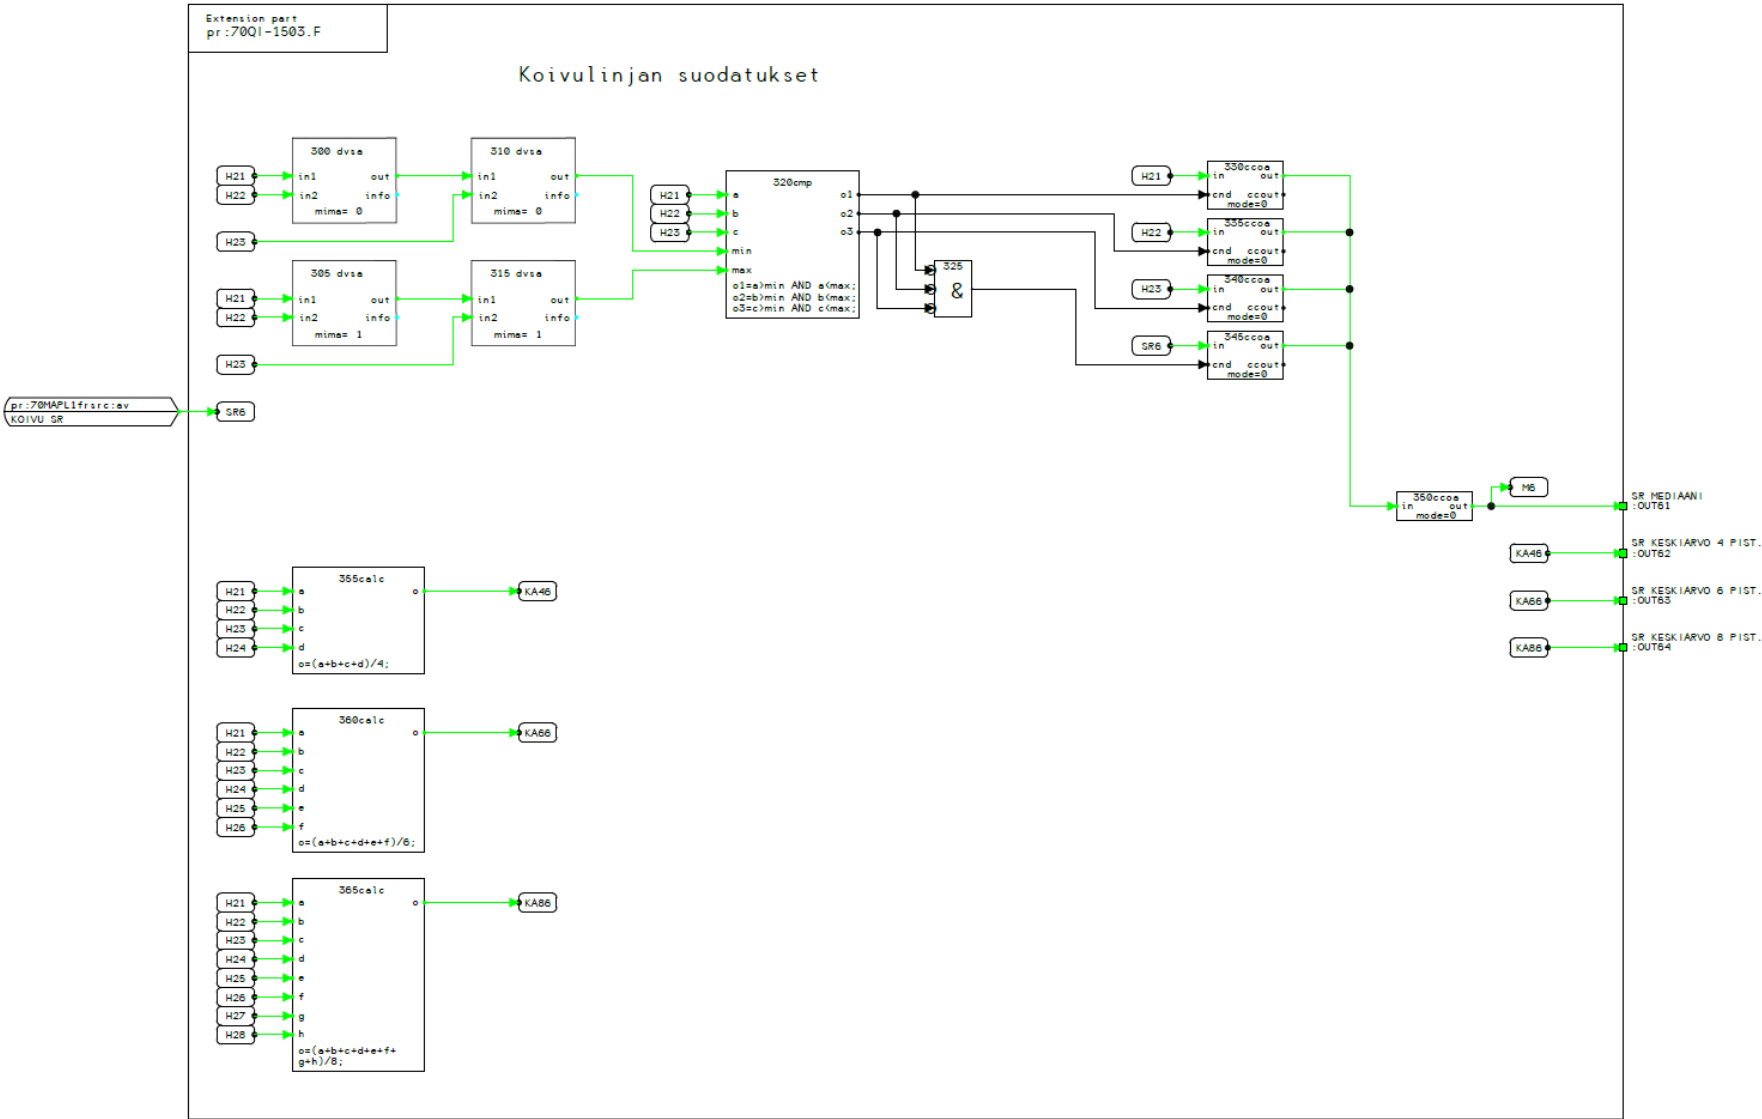 Extension part
pr:70QI-1503.F
Koivulinjan suodatukset
300 dvsa
H21
in1
out
H22
in2
info
mima= 0
H23
310 dvsa
in1
out
in2
info
mima= 0
305 dvsa
H21
in1
out
H22
in2
info
mima= 1
H23
315 dvsa
in1
out
in2
info
mima= 1
320cmp
H21
a
o1
H22
b
o2
H23
c
o3
min
max
o1=a>min AND a<max;
o2=b>min AND b<max;
o3=c>min AND c<max;
325
&
H21
330ccoa
in
out
cnd
ccout
mode=0
H22
335ccoa
in
out
cnd
ccout
mode=0
H23
340ccoa
in
out
cnd
ccout
mode=0
SR6
345ccoa
in
out
cnd
ccout
mode=0
pr:70MAPL1frsrc:av
KOIVU SR
SR6
350ccoa
in
out
mode=0
M6
SR MEDIAANI
:OUT61
KA46
SR KESKIARVO 4 PIST.
:OUT62
KA66
SR KESKIARVO 6 PIST.
:OUT63
KA86
SR KESKIARVO 8 PIST.
:OUT64
355calc
H21
a
o
KA46
H22
b
H23
c
H24
d
o=(a+b+c+d)/4;
360calc
H21
a
o
KA66
H22
b
H23
c
H24
d
H25
e
H26
f
o=(a+b+c+d+e+f)/6;
365calc
H21
a
o
KA86
H22
b
H23
c
H24
d
H25
e
H26
f
H27
g
H28
h
o=(a+b+c+d+e+f+
g+h)/8;